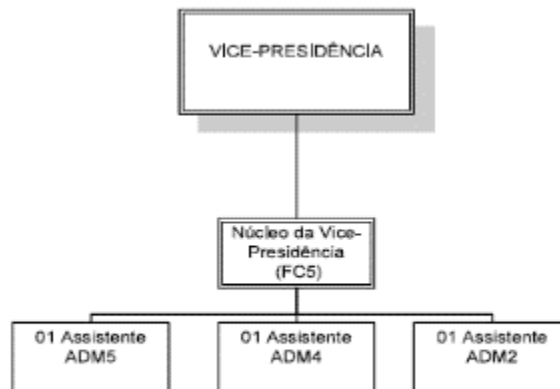 VICE-PRESIDÊNCIA
Núcleo da Vice-
Presidência
(FC5)
01 Assistente
ADM5
01 Assistente
ADM4
01 Assistente
ADM2